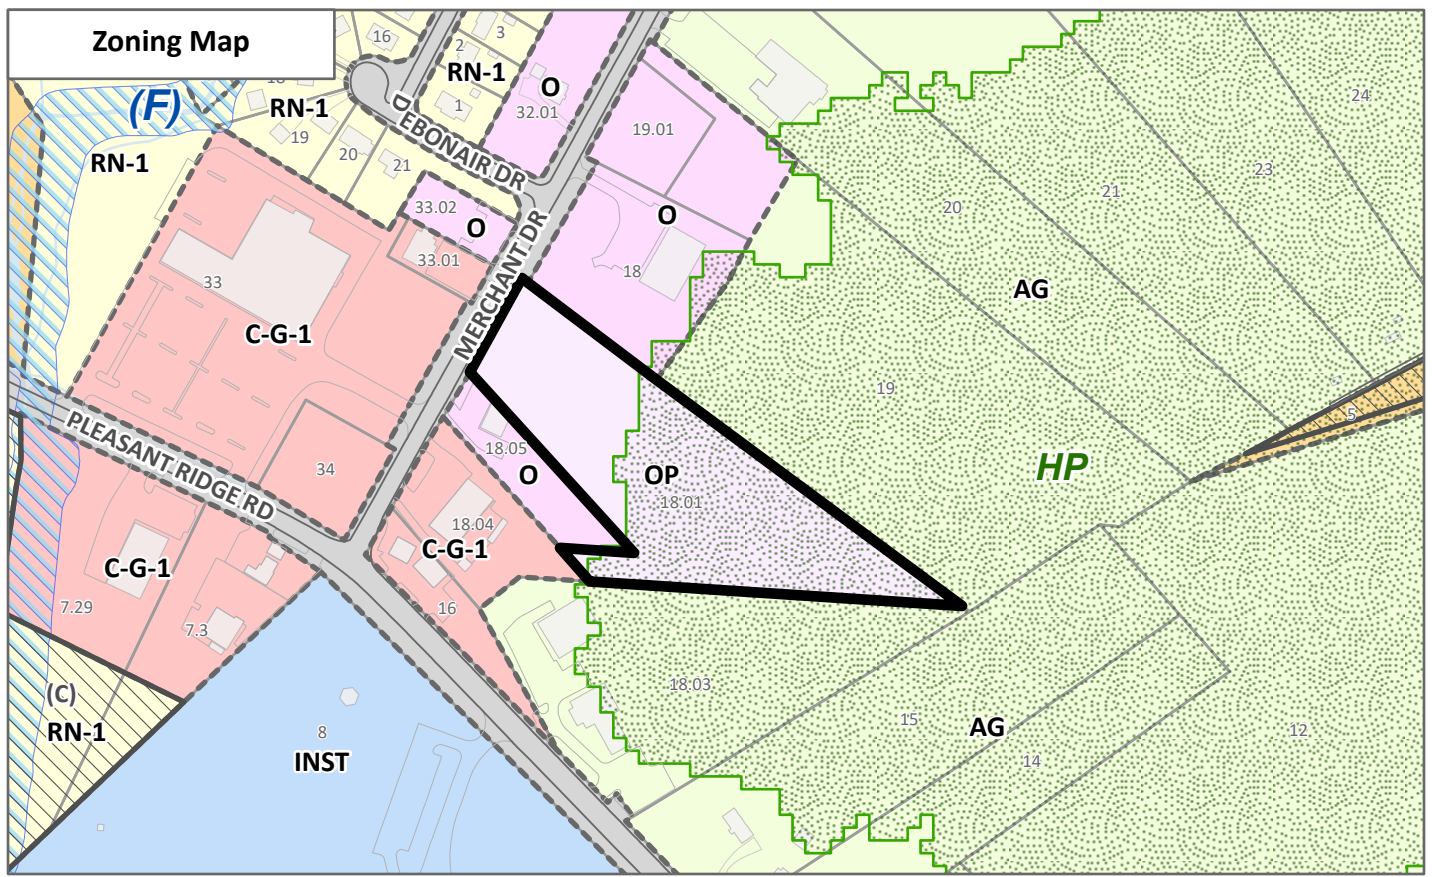 Zoning Map
16
3
2
RN-1
1
O
32.01
(F)
RN-1
19
20
21
RN-1
DEBONAIR DR
19.01
24
23
21
20
33.02
O
O
33.01
MERCHANT DR
18
33
C-G-1
AG
19
5
HP
PLEASANT RIDGE RD
34
18.05
O
OP
18.01
18.04
C-G-1
C-G-1
7.29
7.3
16
(C)
RN-1
8
INST
18.03
15
AG
14
12